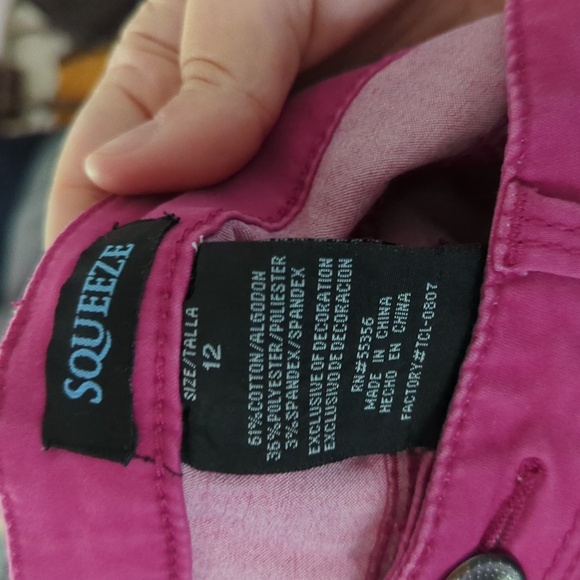 SQUEEZE
SIZE/TALLA
12
61%COTTON/ALGODON
36%POLYESTER/POLIESTER
3%SPANDEX/SPANDEX
EXCLUSIVE OF DECORATION
EXCLUSIVO DE DECORACION
RN#55356
MADE IN CHINA
HECHO EN CHINA
FACTORY#TCL-0807